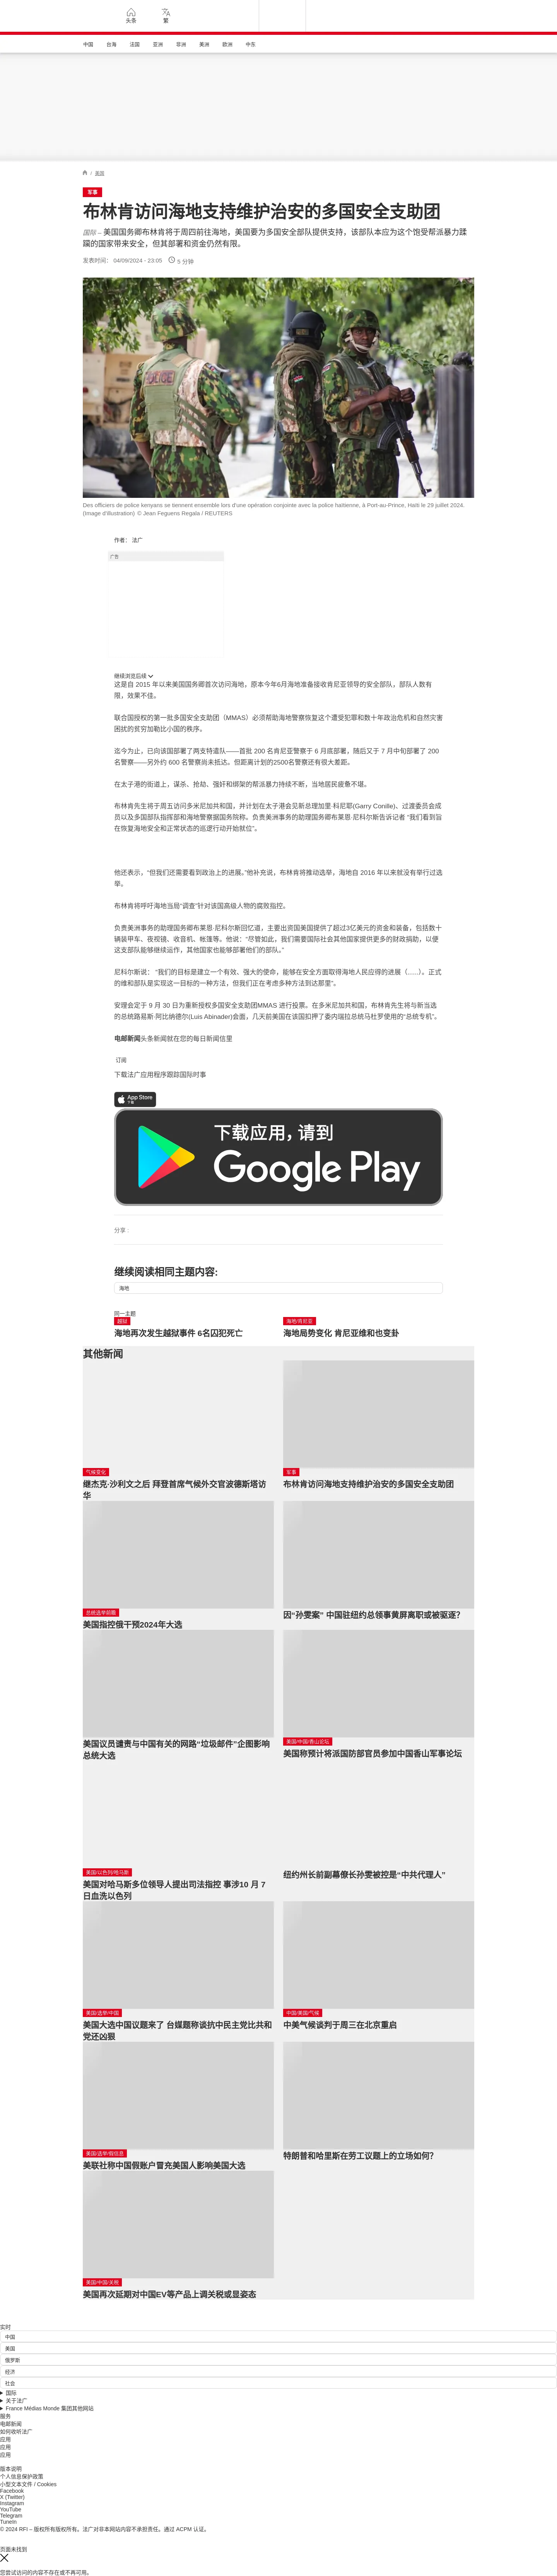 头条
繁
中国
台海
法国
亚洲
非洲
美洲
欧洲
中东
/ 美国
军事
布林肯访问海地支持维护治安的多国安全支助团
国际 – 美国国务卿布林肯将于周四前往海地，美国要为多国安全部队提供支持，该部队本应为这个饱受帮派暴力蹂
躏的国家带来安全，但其部署和资金仍然有限。
发表时间： 04/09/2024 - 23:05 5 分钟
POLICE
Des officiers de police kenyans se tiennent ensemble lors d'une opération conjointe avec la police haïtienne, à Port-au-Prince, Haïti le 29 juillet 2024.
(Image d'illustration) © Jean Feguens Regala / REUTERS
作者： 法广
广告
继续浏览后续
这是自 2015 年以来美国国务卿首次访问海地，原本今年6月海地准备接收肯尼亚领导的安全部队，部队人数有
限，效果不佳。
联合国授权的第一批多国安全支助团（MMAS）必须帮助海地警察恢复这个遭受犯罪和数十年政治危机和自然灾害
困扰的贫穷加勒比小国的秩序。
迄今为止，已向该国部署了两支特遣队——首批 200 名肯尼亚警察于 6 月底部署，随后又于 7 月中旬部署了 200
名警察——另外约 600 名警察尚未抵达。但距离计划的2500名警察还有很大差距。
在太子港的街道上，谋杀、抢劫、强奸和绑架的帮派暴力持续不断，当地居民疲惫不堪。
布林肯先生将于周五访问多米尼加共和国，并计划在太子港会见新总理加里·科尼耶(Garry Conille)、过渡委员会成
员以及多国部队指挥部和海地警察据国务院称。负责美洲事务的助理国务卿布莱恩·尼科尔斯告诉记者 “我们看到旨
在恢复海地安全和正常状态的巡逻行动开始就位”。
他还表示，“但我们还需要看到政治上的进展。”他补充说，布林肯将推动选举，海地自 2016 年以来就没有举行过选
举。
布林肯将呼吁海地当局“调查”针对该国高级人物的腐败指控。
负责美洲事务的助理国务卿布莱恩·尼科尔斯回忆道，主要出资国美国提供了超过3亿美元的资金和装备，包括数十
辆装甲车、夜视镜、收音机、帐篷等。他说：“尽管如此，我们需要国际社会其他国家提供更多的财政捐助，以便
这支部队能够继续运作，其他国家也能够部署他们的部队。”
尼科尔斯说： “我们的目标是建立一个有效、强大的使命，能够在安全方面取得海地人民应得的进展（......）。正式
的维和部队是实现这一目标的一种方法，但我们正在考虑多种方法到达那里”。
安理会定于 9 月 30 日为重新授权多国安全支助团MMAS 进行投票。在多米尼加共和国，布林肯先生将与新当选
的总统路易斯·阿比纳德尔(Luis Abinader)会面，几天前美国在该国扣押了委内瑞拉总统马杜罗使用的“总统专机”。
电邮新闻头条新闻就在您的每日新闻信里
订阅
下载法广应用程序跟踪国际时事
App Store
下载
下载应用，请到
Google Play
分享 :
继续阅读相同主题内容:
海地
同一主题
越狱
海地再次发生越狱事件 6名囚犯死亡
海地/肯尼亚
海地局势变化 肯尼亚维和也变卦
其他新闻
气候变化
继杰克·沙利文之后 拜登首席气候外交官波德斯塔访
华
军事
布林肯访问海地支持维护治安的多国安全支助团
总统选举前瞻
美国指控俄干预2024年大选
因“孙雯案” 中国驻纽约总领事黄屏离职或被驱逐？
美国议员谴责与中国有关的网路“垃圾邮件”企图影响
总统大选
美国/中国/香山论坛
美国称预计将派国防部官员参加中国香山军事论坛
美国/以色列/哈马斯
美国对哈马斯多位领导人提出司法指控 事涉10 月 7
日血洗以色列
纽约州长前副幕僚长孙雯被控是“中共代理人”
美国/选举/中国
美国大选中国议题来了 台媒题称谈抗中民主党比共和
党还凶狠
中国/美国/气候
中美气候谈判于周三在北京重启
美国/选举/假信息
美联社称中国假账户冒充美国人影响美国大选
特朗普和哈里斯在劳工议题上的立场如何？
美国/中国/关税
美国再次延期对中国EV等产品上调关税或显姿态
实时
中国
美国
俄罗斯
经济
社会
国际
关于法广
France Médias Monde 集团其他网站
服务
电邮新闻
如何收听法广
应用
应用
应用
版本说明
个人信息保护政策
小型文本文件 / Cookies
Facebook
X (Twitter)
Instagram
YouTube
Telegram
TuneIn
© 2024 RFI – 版权所有版权所有。法广对非本网站内容不承担责任。通过 ACPM 认证。
页面未找到
您尝试访问的内容不存在或不再可用。